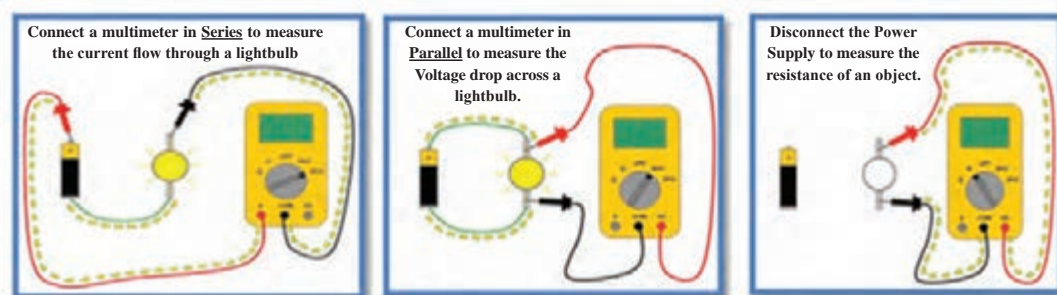 Connect a multimeter in Series to measure
the current flow through a lightbulb
Connect a multimeter in
Parallel to measure the
Voltage drop across a
lightbulb.
Disconnect the Power
Supply to measure the
resistance of an object.